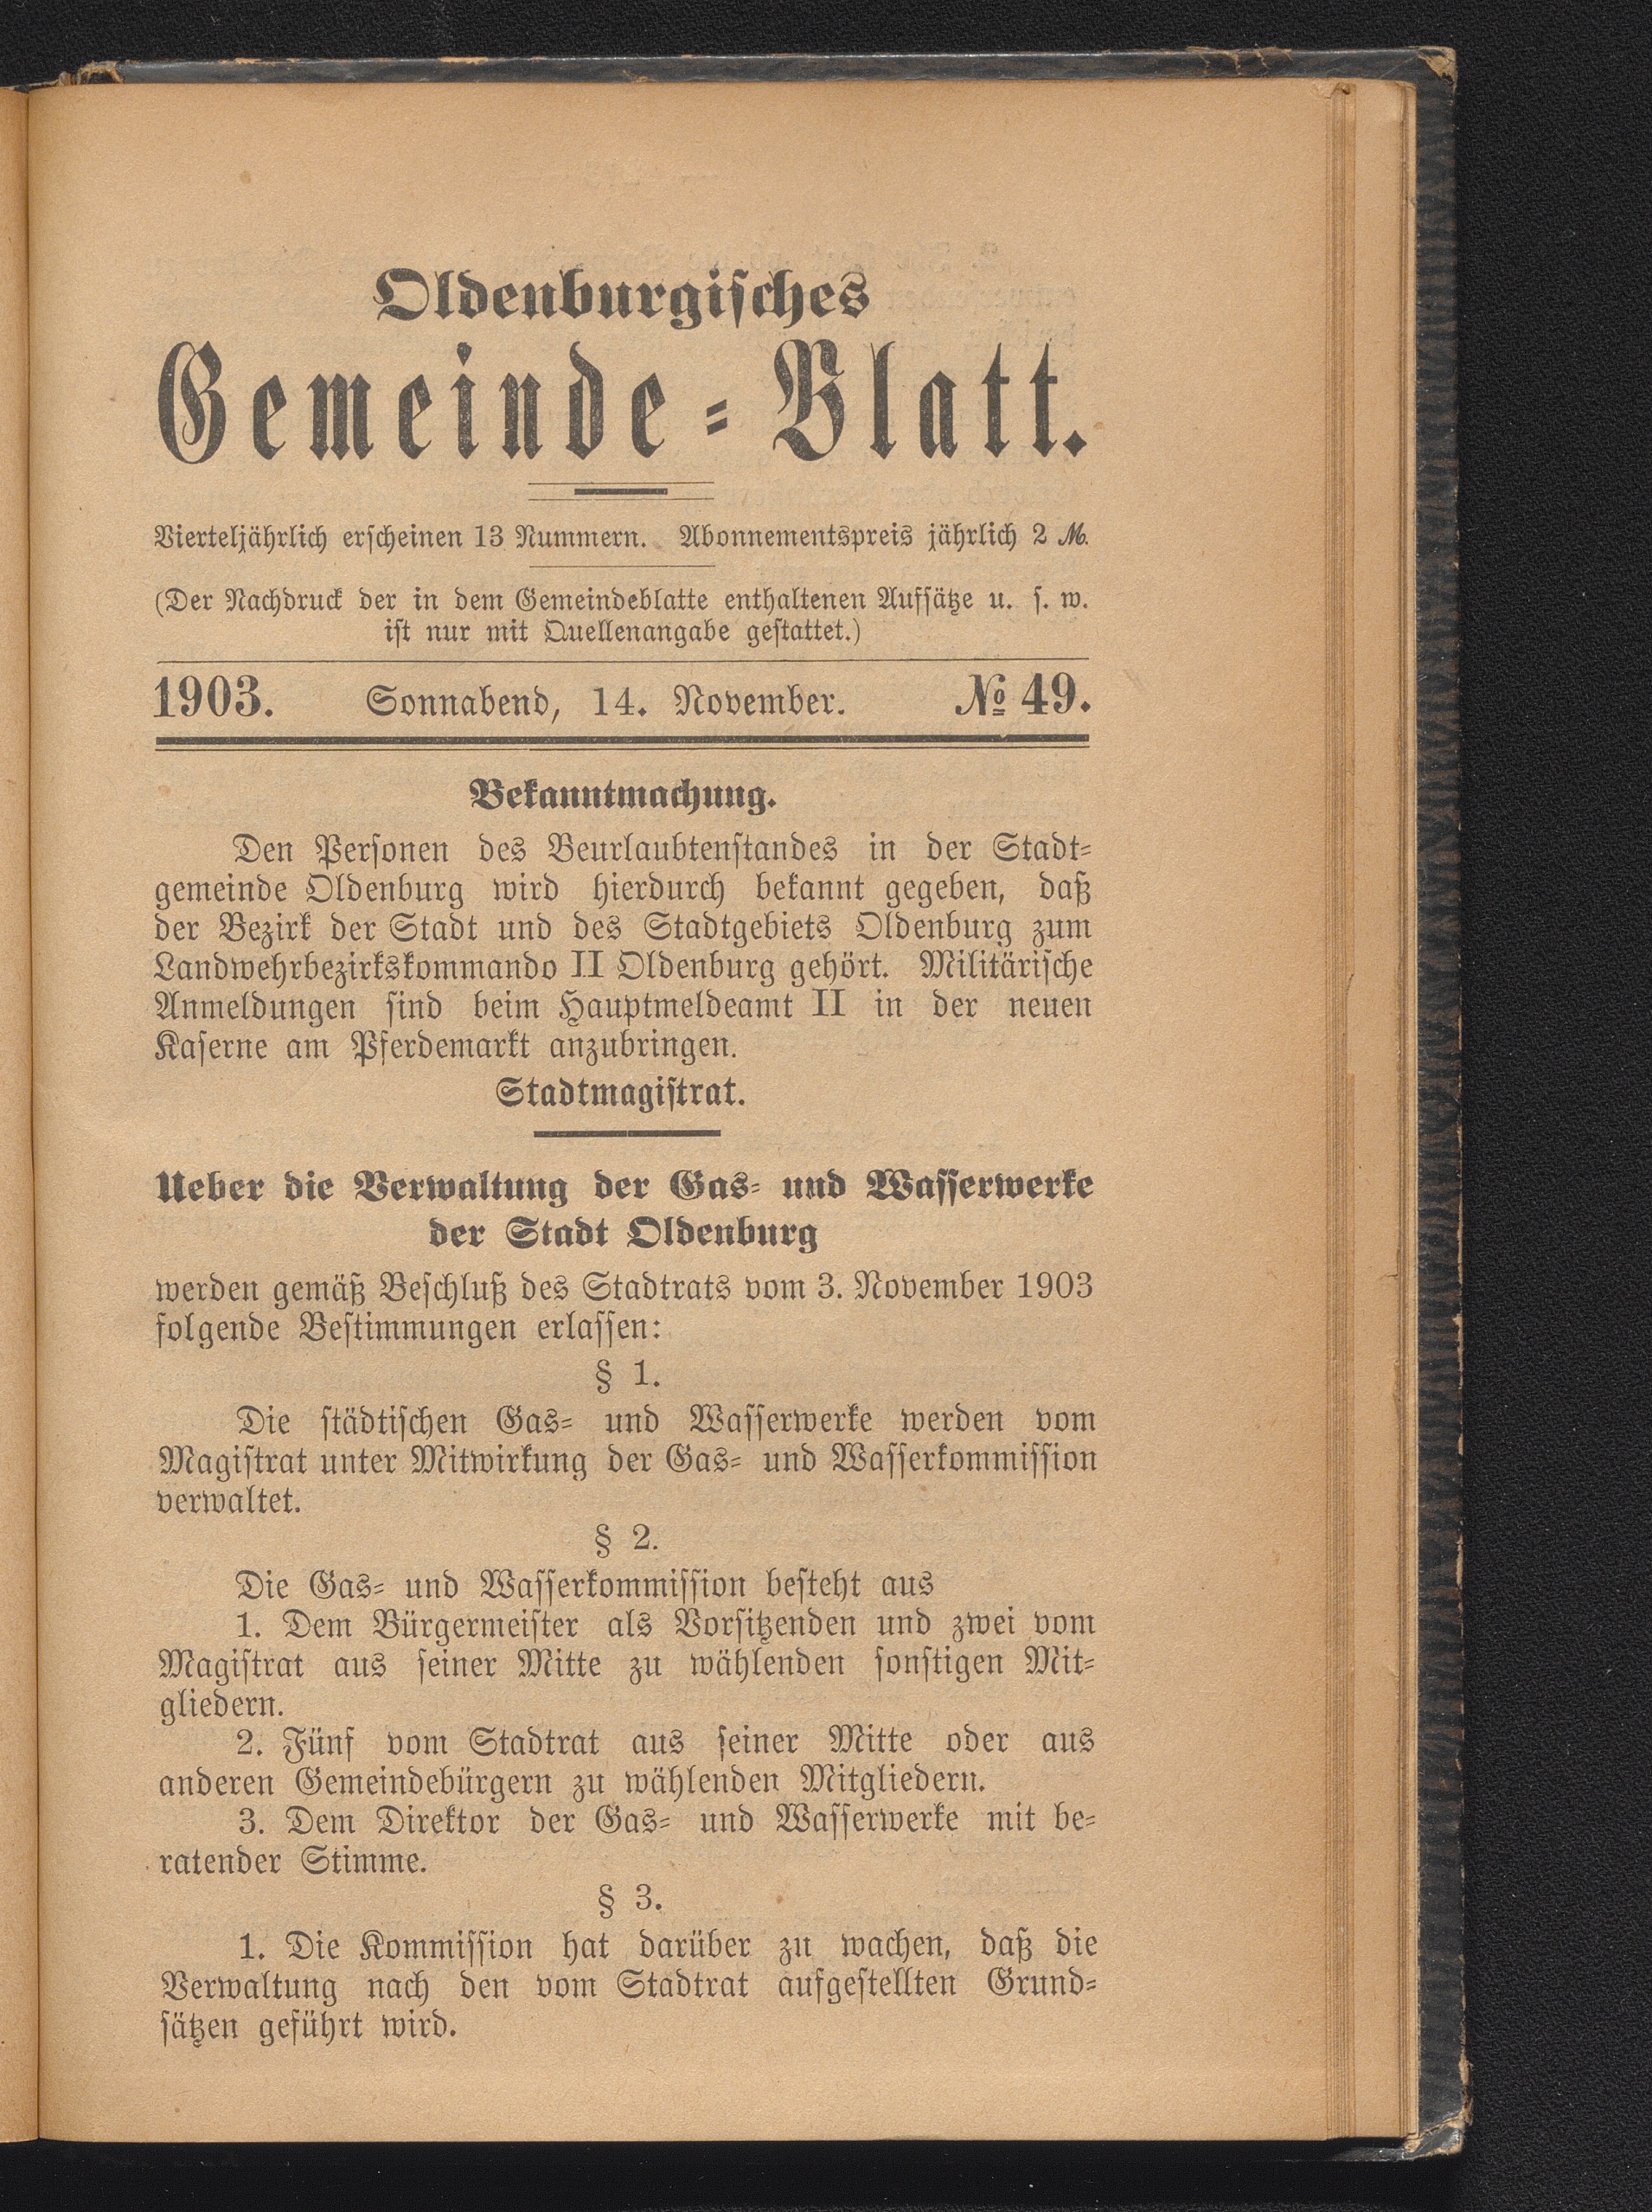 Oldenburgisches
Gemeinde-Blatt.
Vierteljährlich erscheinen 13 Nummern. Abonnementspreis jährlich 2 M.
(Der Nachdruck der in dem Gemeindeblatte enthaltenen Aufsätze u. s. w.
ist nur mit Quellenangabe gestattet.)
1903. Sonnabend, 14. November. № 49.
Bekanntmachung.
Den Personen des Beurlaubtenstandes in der Stadt-
gemeinde Oldenburg wird hierdurch bekannt gegeben, daß
der Bezirk der Stadt und des Stadtgebiets Oldenburg zum
Landwehrbezirkskommando II Oldenburg gehört. Militärische
Anmeldungen sind beim Hauptmeldeamt II in der neuen
Kaserne am Pferdemarkt anzubringen.
Stadtmagistrat.
Ueber die Verwaltung der Gas- und Wasserwerke
der Stadt Oldenburg
werden gemäß Beschluß des Stadtrats vom 3. November 1903
folgende Bestimmungen erlassen:
§ 1.
Die städtischen Gas- und Wasserwerke werden vom
Magistrat unter Mitwirkung der Gas- und Wasserkommission
verwaltet.
§ 2.
Die Gas- und Wasserkommission besteht aus
1. Dem Bürgermeister als Vorsitzenden und zwei vom
Magistrat aus seiner Mitte zu wählenden sonstigen Mit-
gliedern.
2. Fünf vom Stadtrat aus seiner Mitte oder aus
anderen Gemeindebürgern zu wählenden Mitgliedern.
3. Dem Direktor der Gas- und Wasserwerke mit be-
ratender Stimme.
§ 3.
1. Die Kommission hat darüber zu wachen, daß die
Verwaltung nach den vom Stadtrat aufgestellten Grund-
sätzen geführt wird.